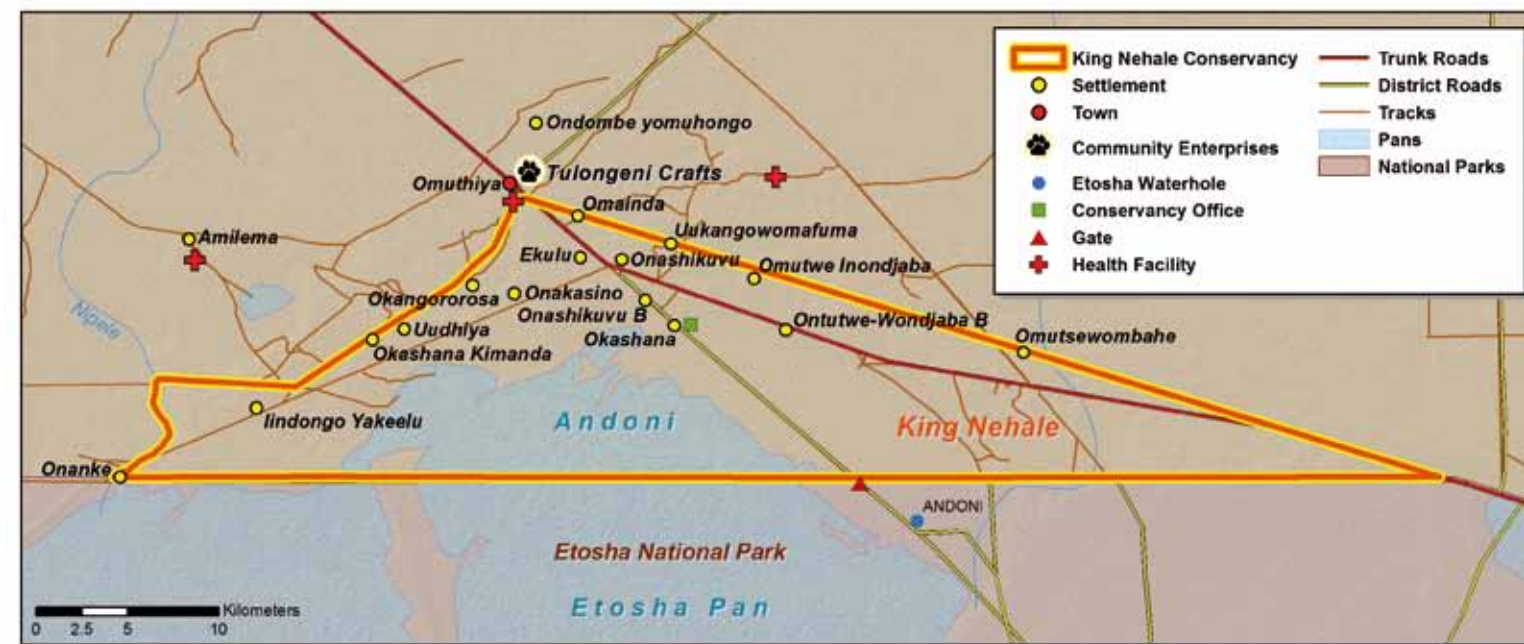 King Nehale Conservancy
Settlement
Town
Community Enterprises
Etosha Waterhole
Conservancy Office
Gate
Health Facility
Trunk Roads
District Roads
Tracks
Pans
National Parks
Ondombe yomuhongo
Tulongeni Crafts
Omuthiya
Omainda
Amilema
Uukangowomafuma
Ekulu
Onashikuvu
Omutwe Inondjaba
Okangororosa
Onakasino
Onashikuvu B
Nipele
Uudhiya
Okashana
Ontutwe-Wondjaba B
Okashana Kimanda
Omutsewombahe
Iindongo Yakeelu
Andoni
King Nehale
Onanke
ANDONI
Etosha National Park
Etosha Pan
Kilometers
0 2.5 5 10